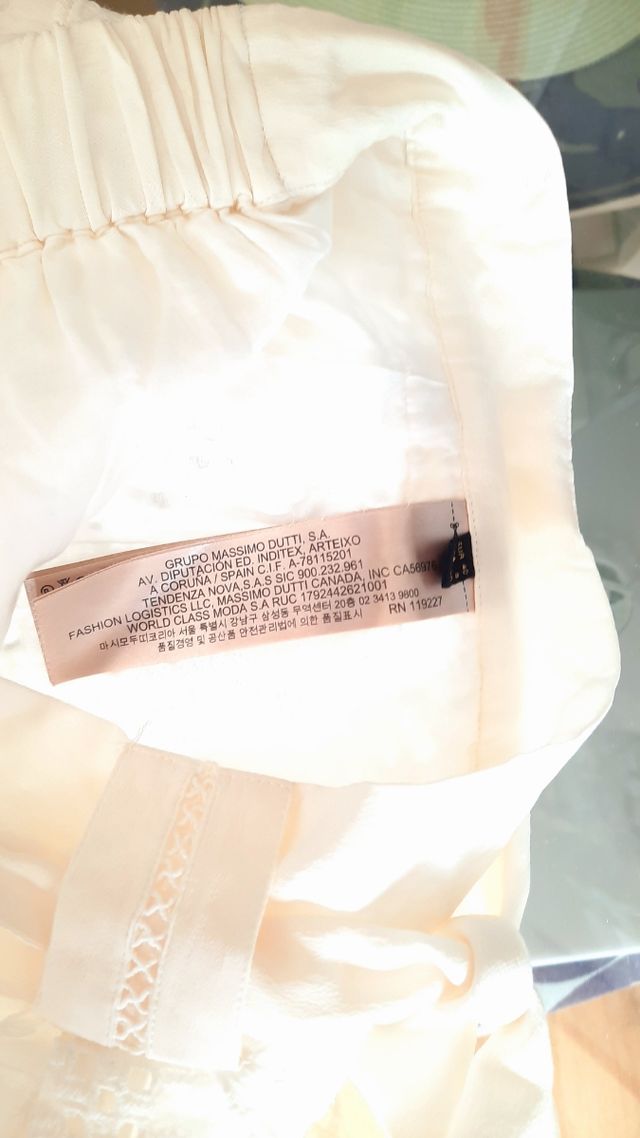 GRUPO MASSIMO DUTTI, S.A.
AV. DIPUTACIÓN ED. INDITEX, ARTEIXO
A CORUÑA / SPAIN C.I.F. A-78115201
TENDENZA NOVA,S.A.S SIC 900.232.961
FASHION LOGISTICS LLC, MASSIMO DUTTI CANADA, INC CA56976
WORLD CLASS MODA S.A RUC 1792442621001
마시모두띠코리아 서울 특별시 강남구 삼성동 무역센터 20층 02 3413 9800
품질경영 및 공산품 안전관리법에 의한 품질표시 RN 119227
EUR 40